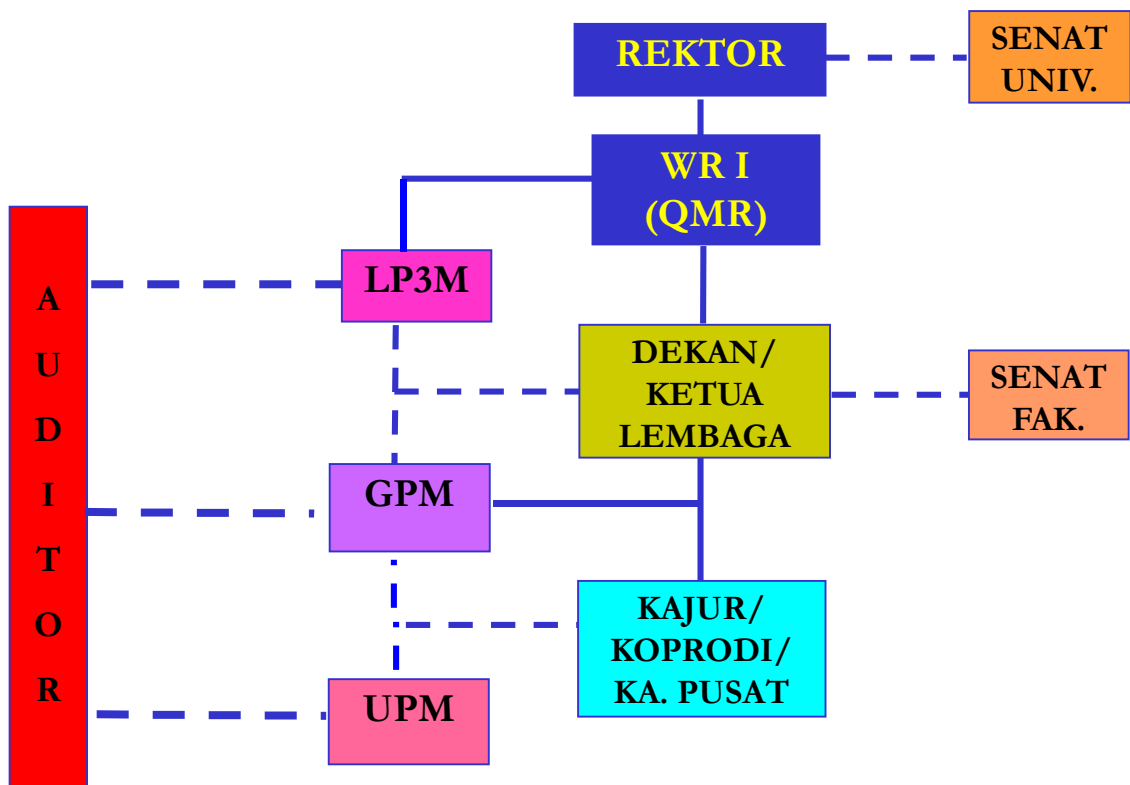 REKTOR
SENAT
UNIV.
WR I
(QMR)
A
U
D
I
T
O
R
LP3M
DEKAN/
KETUA
LEMBAGA
SENAT
FAK.
GPM
KAJUR/
KOPRODI/
KA. PUSAT
UPM